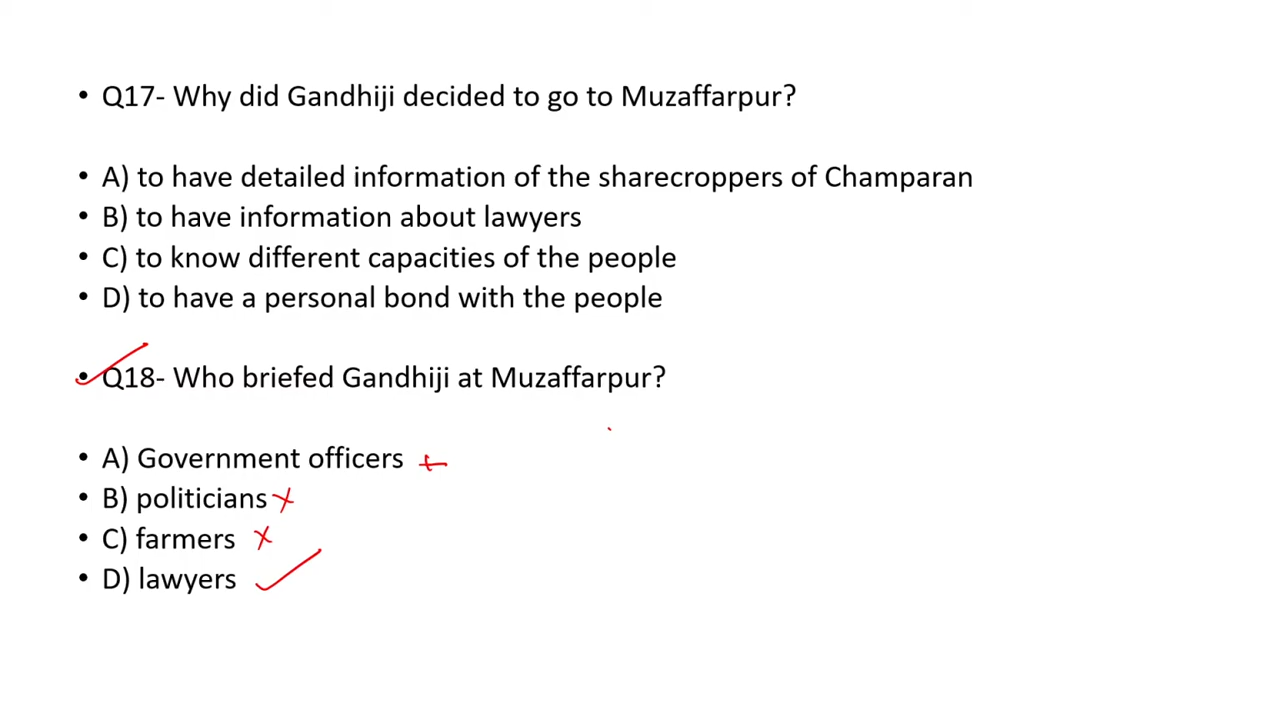 • Q17- Why did Gandhiji decided to go to Muzaffarpur?
• A) to have detailed information of the sharecroppers of Champaran
• B) to have information about lawyers
• C) to know different capacities of the people
• D) to have a personal bond with the people
• Q18- Who briefed Gandhiji at Muzaffarpur?
• A) Government officers
• B) politicians
• C) farmers
• D) lawyers